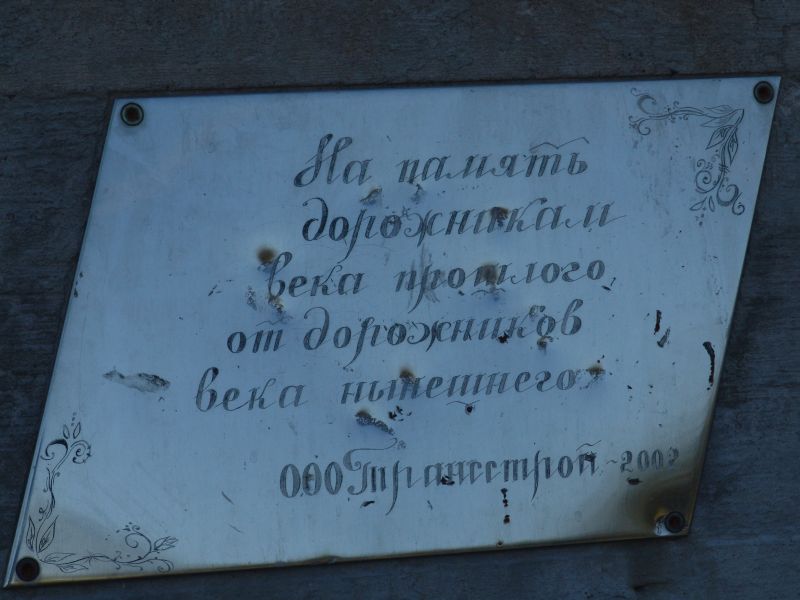 На память
дорожникам
века прошлого
от дорожников
века нынешнего
ООО Трансстрой